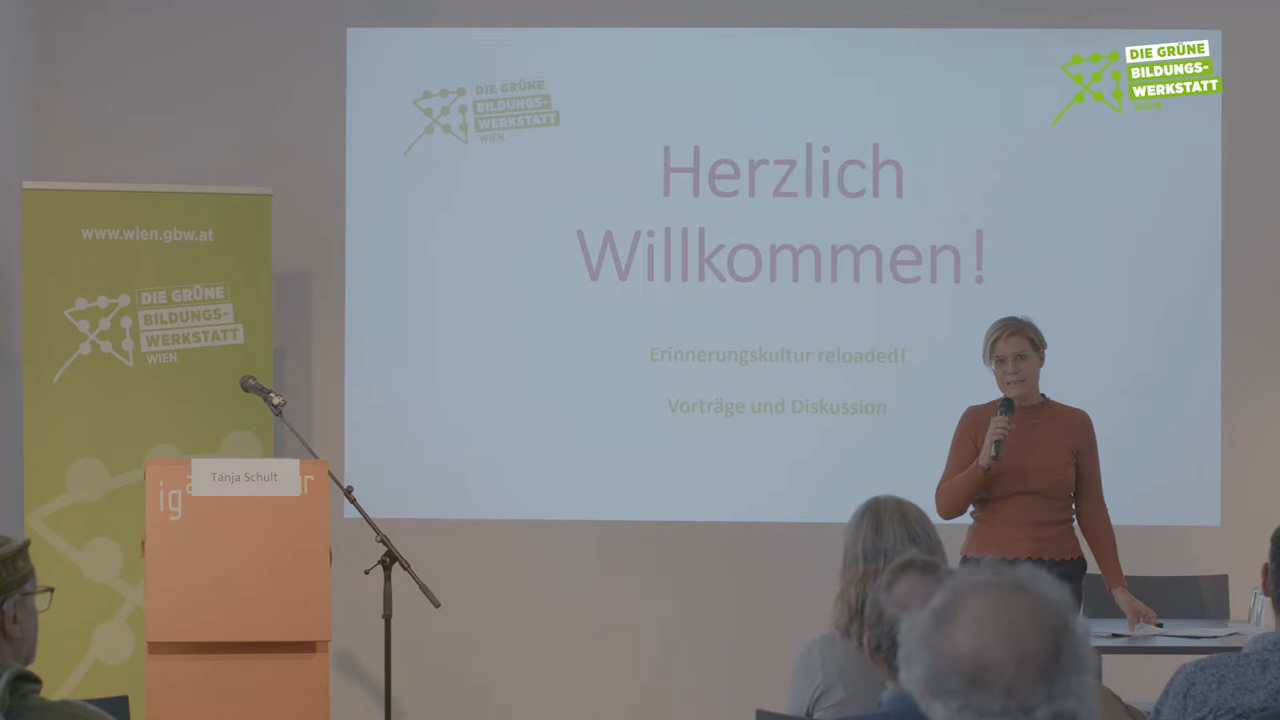 DIE GRÜNE
BILDUNGS-
WERKSTATT
WIEN
DIE GRÜNE
BILDUNGS-
WERKSTATT
WIEN
Herzlich
Willkommen!
Erinnerungskultur reloaded!
Vorträge und Diskussion
www.wien.gbw.at
DIE GRÜNE
BILDUNGS-
WERKSTATT
WIEN
Tanja Schult
ig